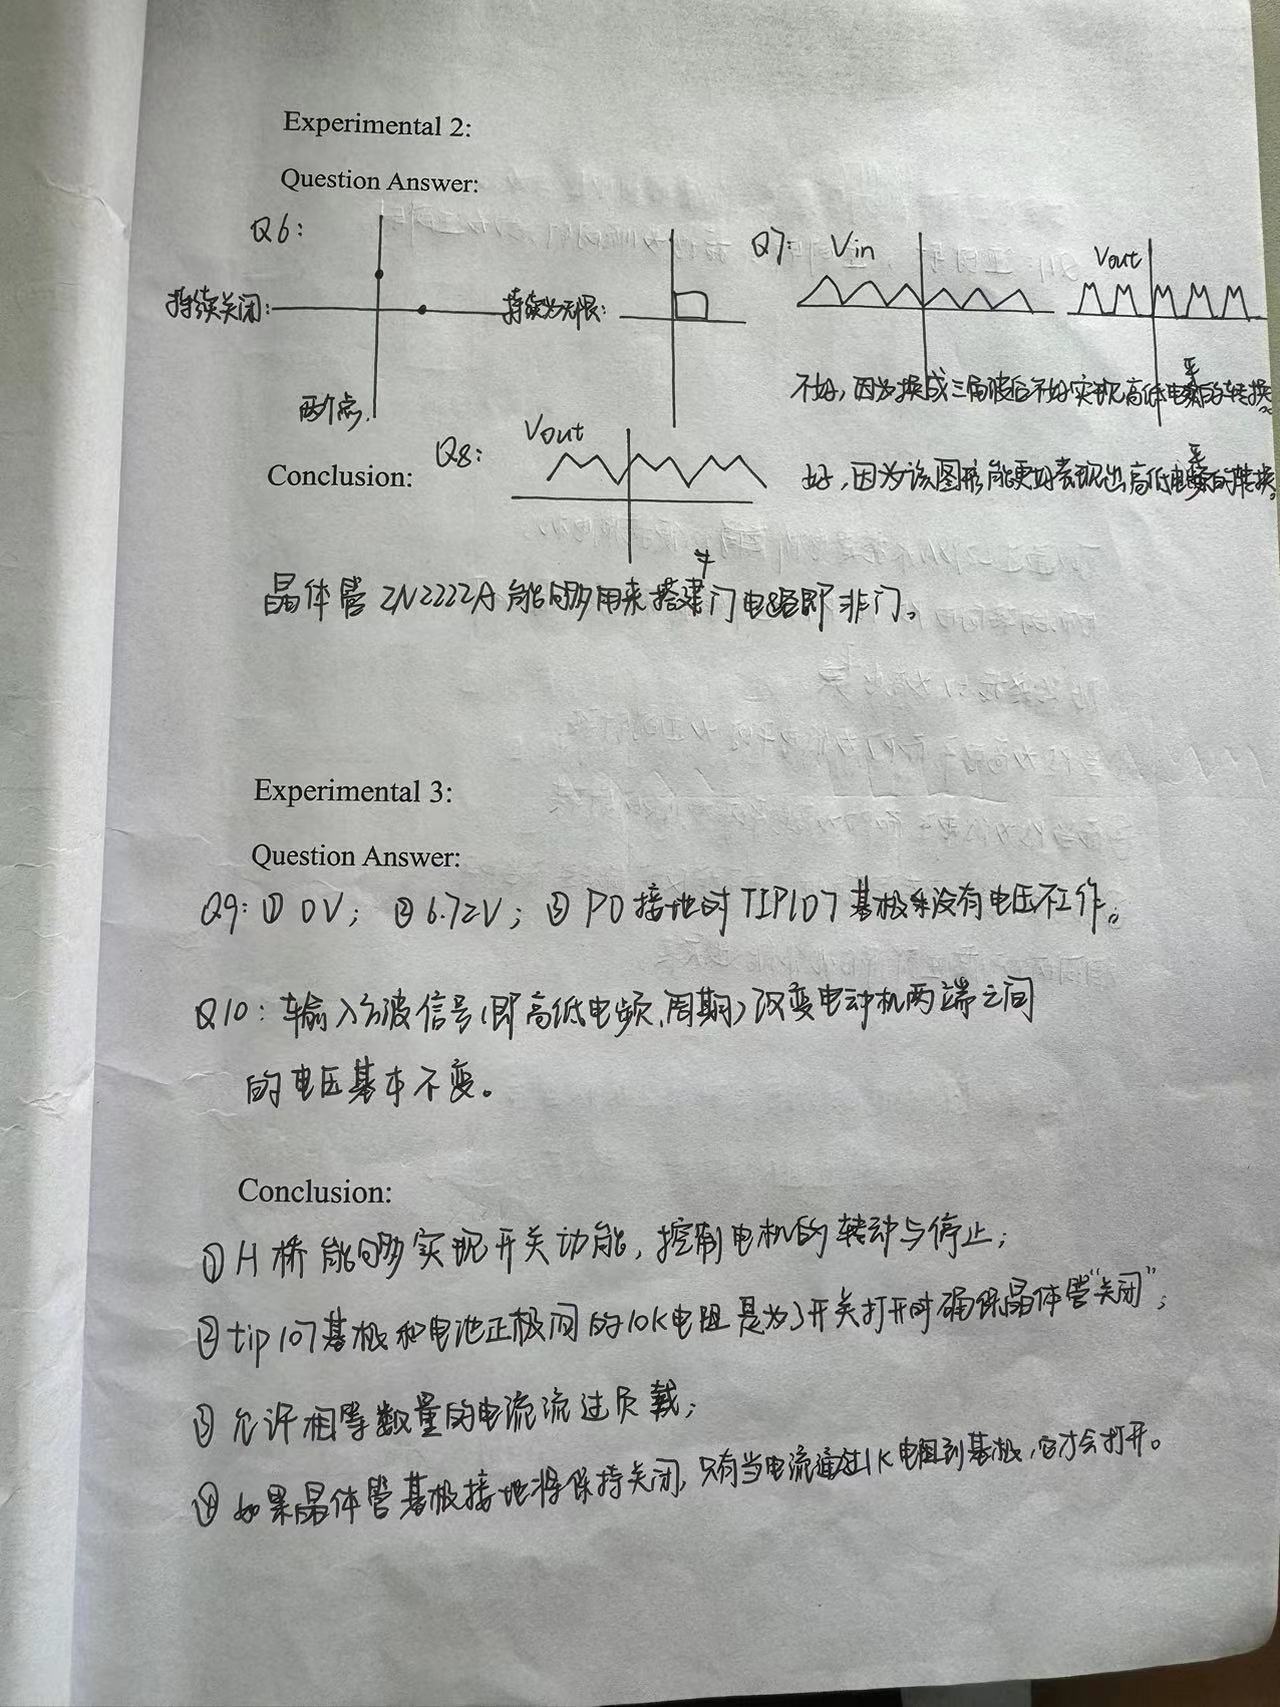 Experimental 2:
Question Answer:
Q6:
持续关闭:
两个点.
持续为无限:
Q7: Vin
Vout
不好，因为换成三角波后不好实现高低电平的转换。
Conclusion:
Q8: Vout
好，因为该图形能更好表现出高低电平的转换。
晶体管 2N2222A 能够用来搭建门电路即非门。
Experimental 3:
Question Answer:
Q9: ① 0V; ② 6.72V; ③ PD 接地时 TIP107 基极没有电压不工作。
Q10: 输入方波信号(即高低电频、周期)改变电动机两端之间
的电压基本不变。
Conclusion:
① H 桥能够实现开关功能，控制电机的转动与停止;
② tip 107 基极和电池正极间的10K电阻是为了开关打开时确保晶体管“关闭”;
③ 允许相等数量的电流流过负载;
④ 如果晶体管基极接地将保持关闭，只有当电流通过1K电阻到基极，它才会打开。